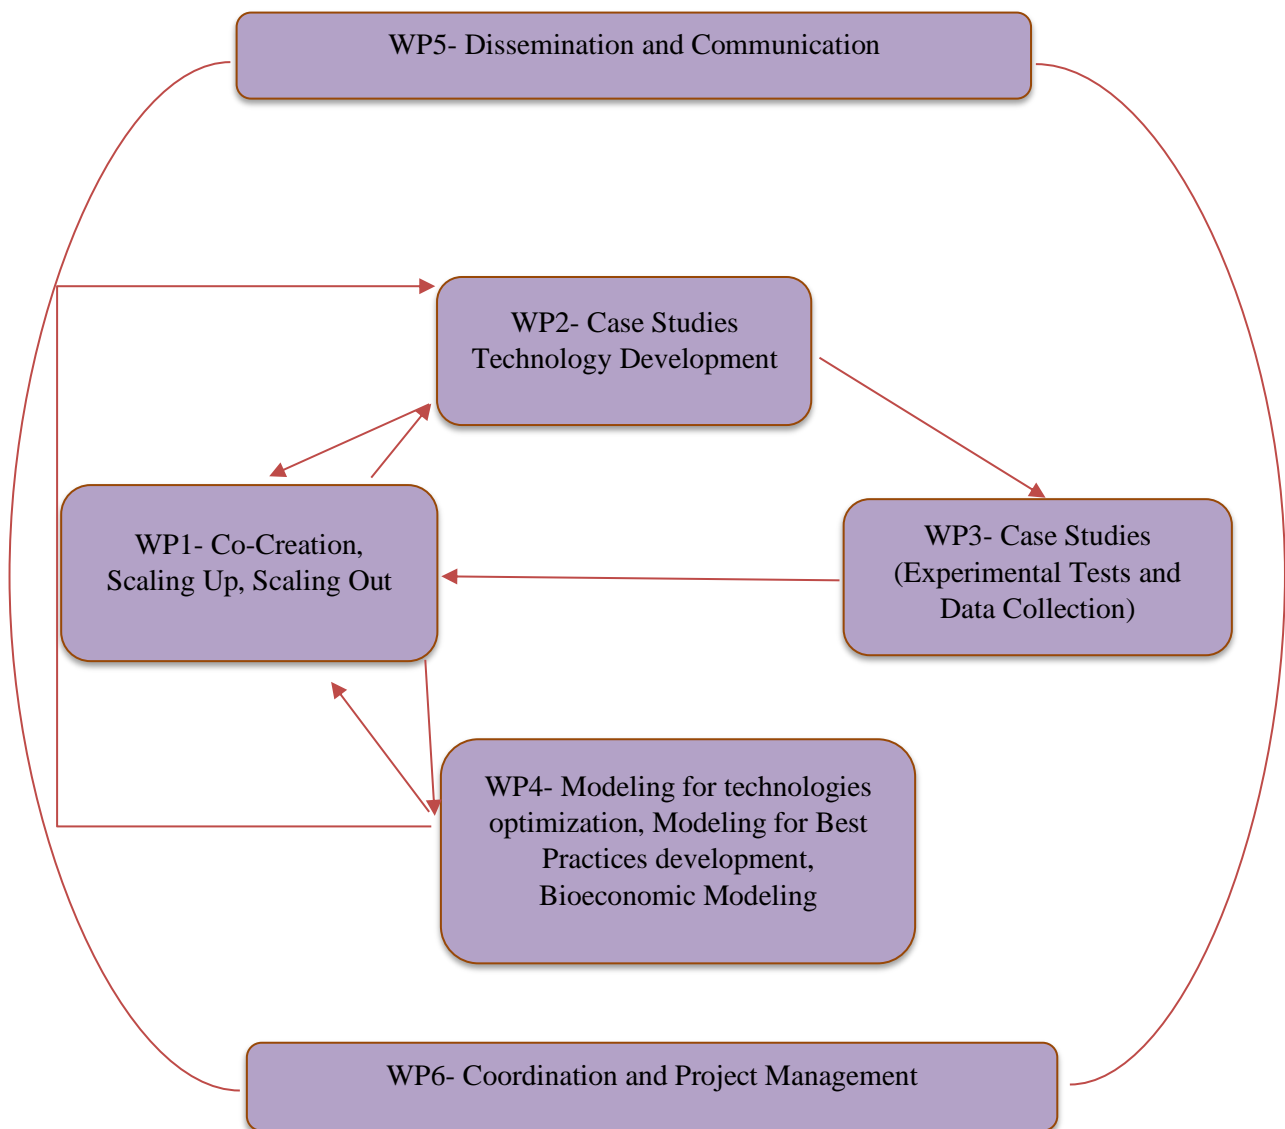 WP5- Dissemination and Communication
WP2- Case Studies
Technology Development
WP1- Co-Creation,
Scaling Up, Scaling Out
WP3- Case Studies
(Experimental Tests and
Data Collection)
WP4- Modeling for technologies
optimization, Modeling for Best
Practices development,
Bioeconomic Modeling
WP6- Coordination and Project Management